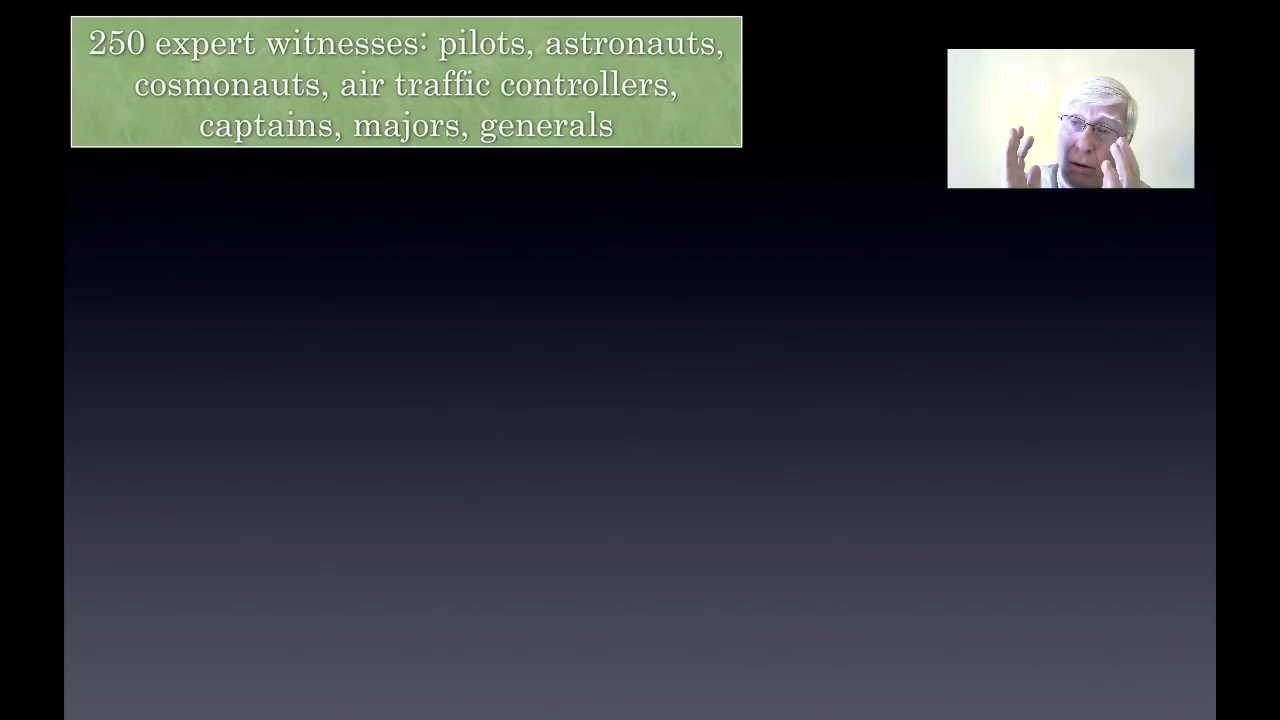 250 expert witnesses: pilots, astronauts,
cosmonauts, air traffic controllers,
captains, majors, generals